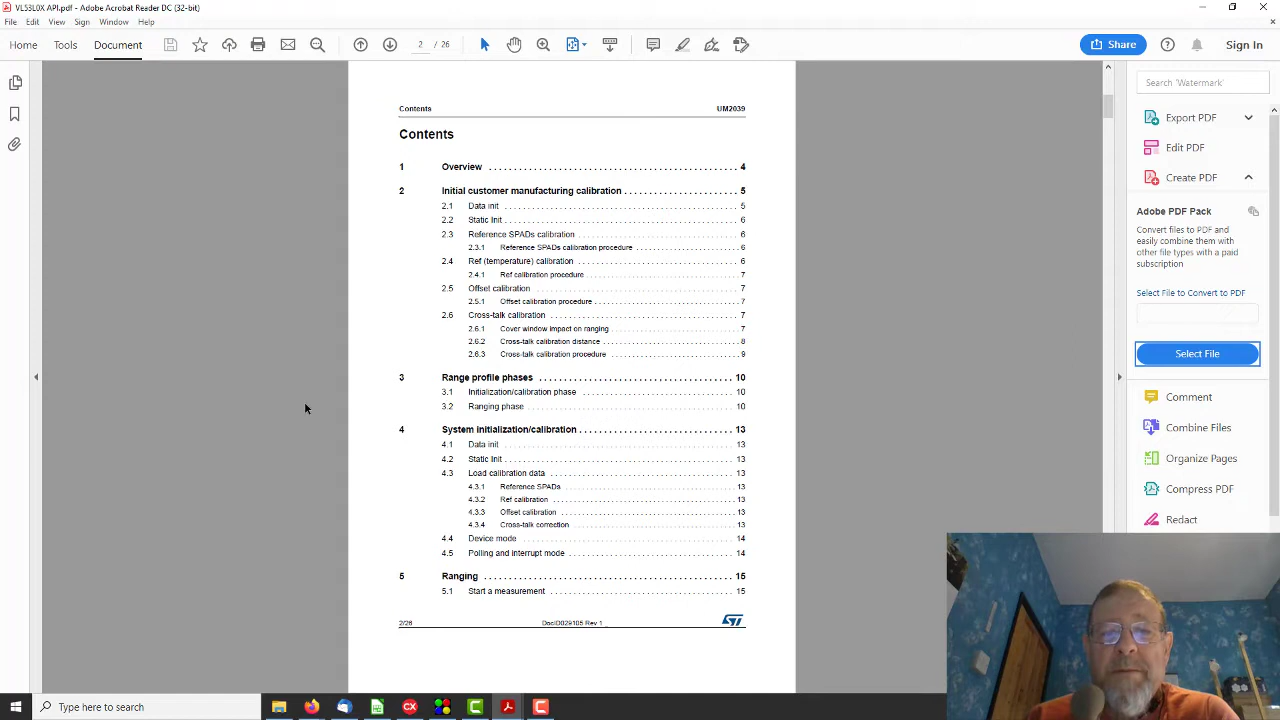 VL53L0X API.pdf - Adobe Acrobat Reader DC (32-bit)
File Edit View Sign Window Help
Home Tools Document 2 / 26 Share Sign In
Search 'Watermark'
Export PDF
Edit PDF
Create PDF
Adobe PDF Pack
Convert files to PDF and
easily combine them with
other file types with a paid
subscription
Select File to Convert to PDF
Select File
Comment
Combine Files
Organize Pages
Compress PDF
Redact
Contents UM2039
Contents
1 Overview 4
2 Initial customer manufacturing calibration 5
2.1 Data init 5
2.2 Static Init 6
2.3 Reference SPADs calibration 6
2.3.1 Reference SPADs calibration procedure 6
2.4 Ref (temperature) calibration 6
2.4.1 Ref calibration procedure 7
2.5 Offset calibration 7
2.5.1 Offset calibration procedure 7
2.6 Cross-talk calibration 7
2.6.1 Cover window impact on ranging 7
2.6.2 Cross-talk calibration distance 8
2.6.3 Cross-talk calibration procedure 9
3 Range profile phases 10
3.1 Initialization/calibration phase 10
3.2 Ranging phase 10
4 System initialization/calibration 13
4.1 Data init 13
4.2 Static Init 13
4.3 Load calibration data 13
4.3.1 Reference SPADs 13
4.3.2 Ref calibration 13
4.3.3 Offset calibration 13
4.3.4 Cross-talk correction 13
4.4 Device mode 14
4.5 Polling and Interrupt mode 14
5 Ranging 15
5.1 Start a measurement 15
2/26 DocID029105 Rev 1 ST
Type here to search